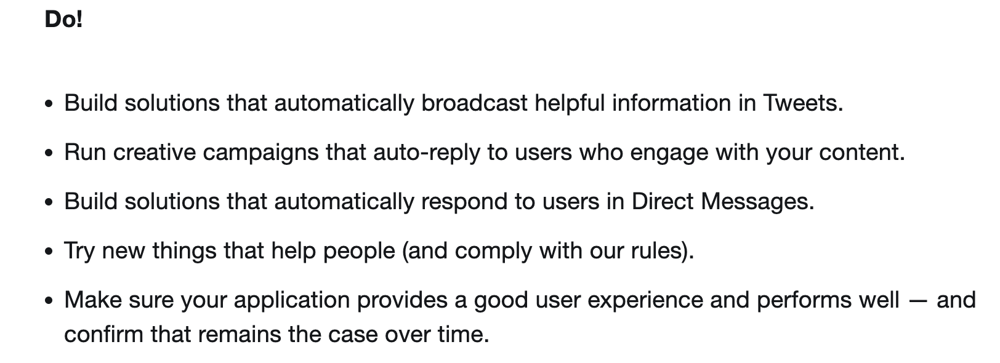 Do!
• Build solutions that automatically broadcast helpful information in Tweets.
• Run creative campaigns that auto-reply to users who engage with your content.
• Build solutions that automatically respond to users in Direct Messages.
• Try new things that help people (and comply with our rules).
• Make sure your application provides a good user experience and performs well — and
confirm that remains the case over time.